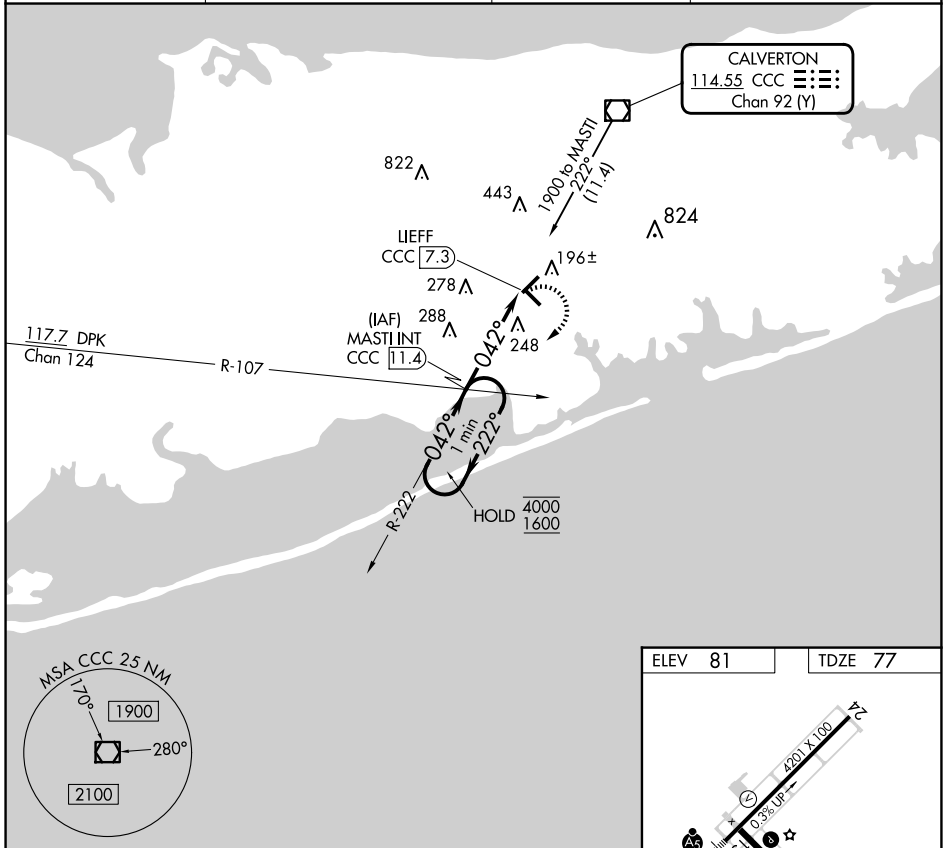 CALVERTON
114.55 CCC
Chan 92 (Y)
1900 to MASTI
222°
(11.4)
822
443
824
LIEFF
CCC 7.3
196±
278
(IAF)
MASTI INT
CCC 11.4
288
248
042°
117.7 DPK
Chan 124
R-107
042°
1 min
222°
R-222
HOLD 4000
1600
MSA CCC 25 NM
170°
1900
280°
2100
ELEV 81
TDZE 77
24
4201 X 100
0.3% UP
V
x
A5